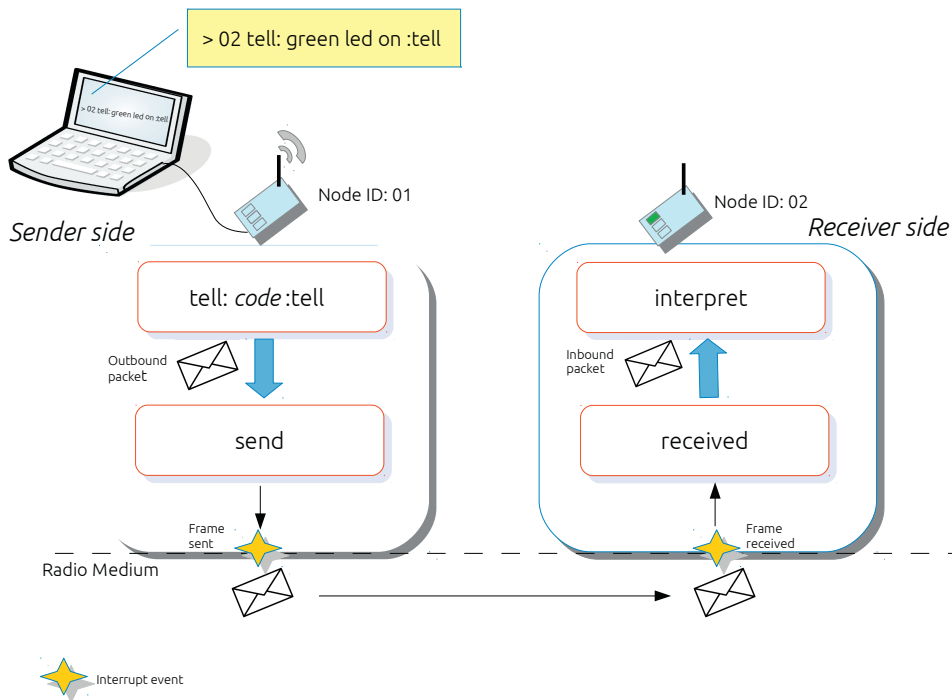 > 02 tell: green led on :tell
> 02 tell: green led on :tell
Node ID: 01
Node ID: 02
Sender side
Receiver side
tell: code :tell
interpret
Outbound
packet
Inbound
packet
send
received
Frame
sent
Frame
received
Radio Medium
Interrupt event